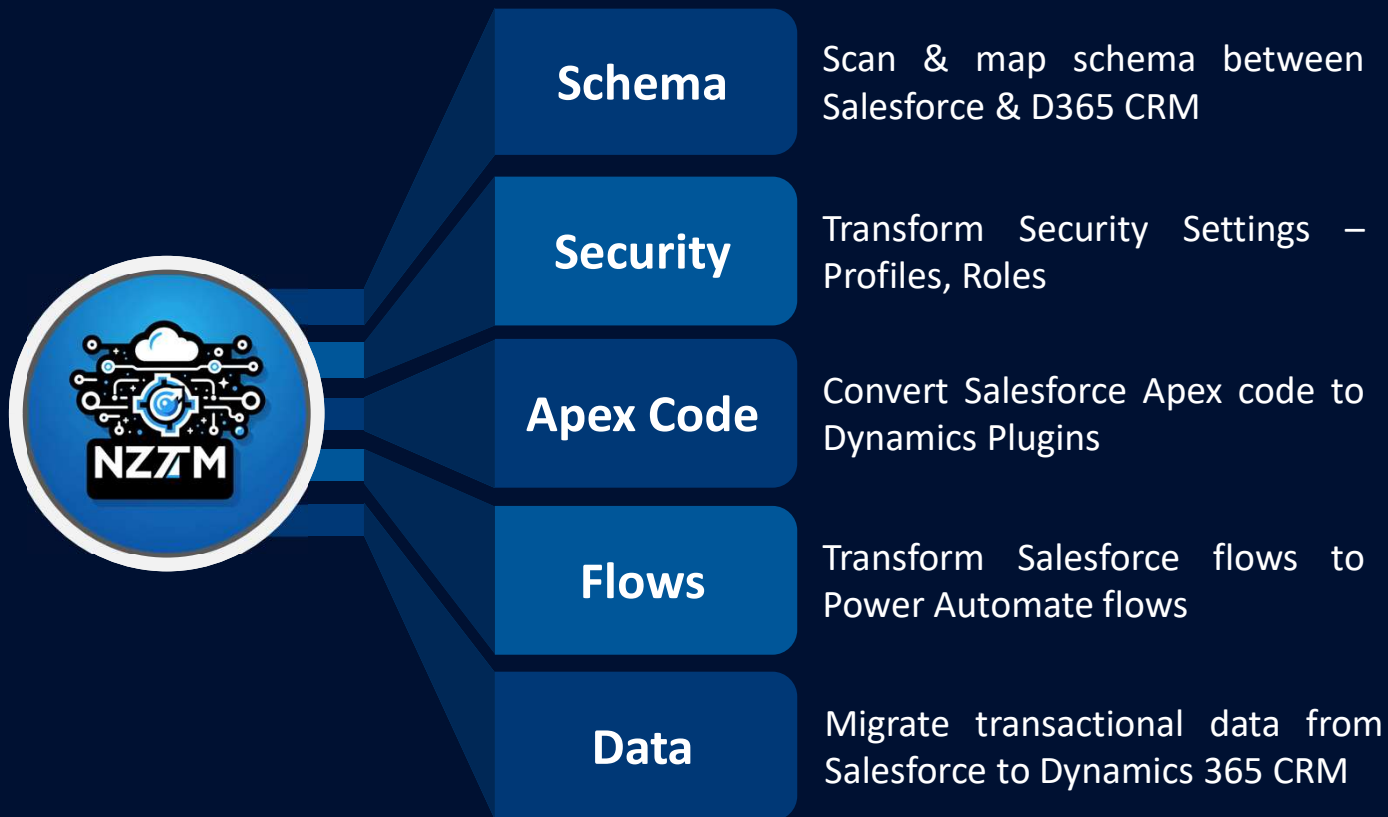 Schema
Scan & map schema between
Salesforce & D365 CRM
Security
Transform Security Settings –
Profiles, Roles
NZTM
Apex Code
Convert Salesforce Apex code to
Dynamics Plugins
Flows
Transform Salesforce flows to
Power Automate flows
Data
Migrate transactional data from
Salesforce to Dynamics 365 CRM